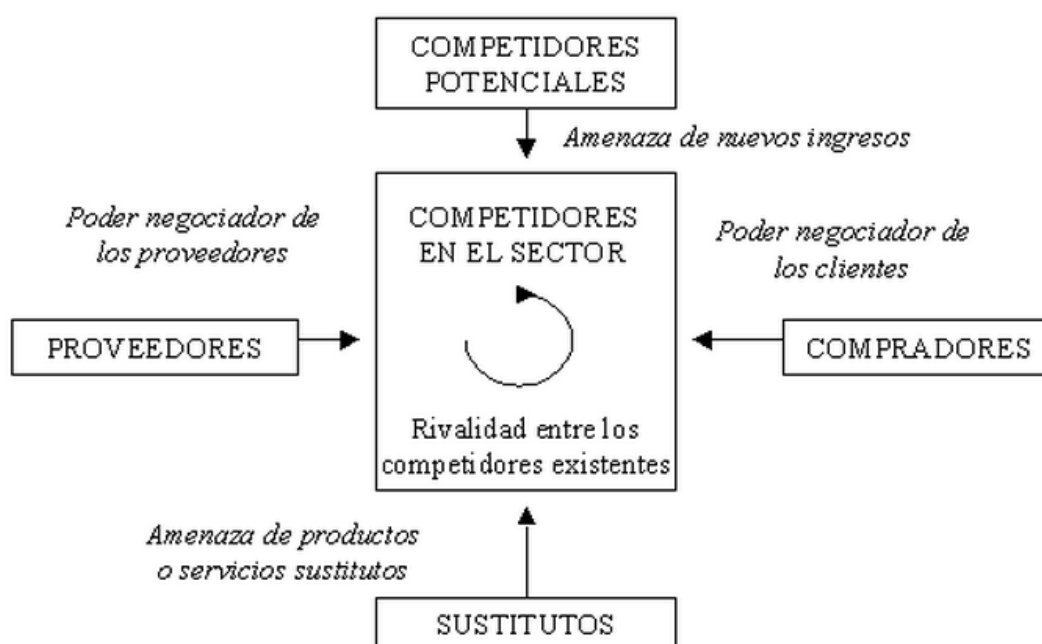 COMPETIDORES
POTENCIALES
Amenaza de nuevos ingresos
Poder negociador de
los proveedores
COMPETIDORES
EN EL SECTOR
Poder negociador de
los clientes
PROVEEDORES
COMPRADORES
Rivalidad entre los
competidores existentes
Amenaza de productos
o servicios sustitutos
SUSTITUTOS